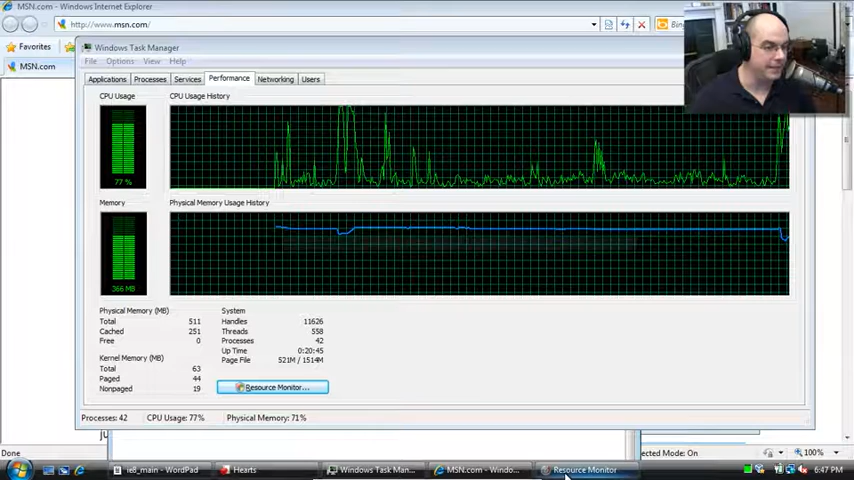 MSN.com - Windows Internet Explorer
http://www.msn.com/
Bin
Favorites
MSN.com
Windows Task Manager
File Options View Help
Applications Processes Services Performance Networking Users
CPU Usage CPU Usage History
77 %
Memory Physical Memory Usage History
366 MB
Physical Memory (MB) System
Total 511 Handles 11626
Cached 251 Threads 558
Free 0 Processes 42
Up Time 0:20:45
Kernel Memory (MB) Page File 521M / 1514M
Total 63
Paged 44
Nonpaged 19
Resource Monitor...
Processes: 42 CPU Usage: 77% Physical Memory: 71%
ju
Done ected Mode: On 100%
ie8_main - WordPad Hearts Windows Task Man... MSN.com - Windo... Resource Monitor 6:47 PM